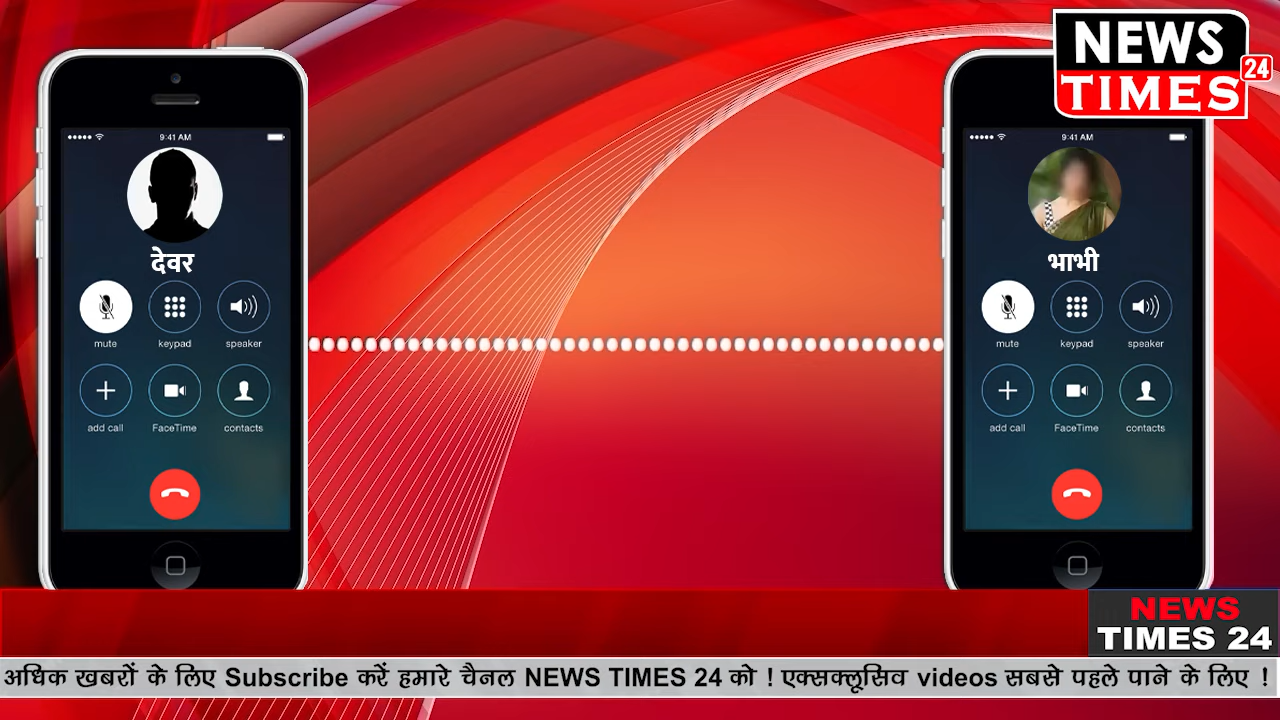 NEWS
TIMES
24
9:41 AM
देवर
mute keypad speaker
add call FaceTime contacts
9:41 AM
भाभी
mute keypad speaker
add call FaceTime contacts
NEWS
TIMES 24
अधिक खबरों के लिए Subscribe करें हमारे चैनल NEWS TIMES 24 को ! एक्सक्लूसिव videos सबसे पहले पाने के लिए !